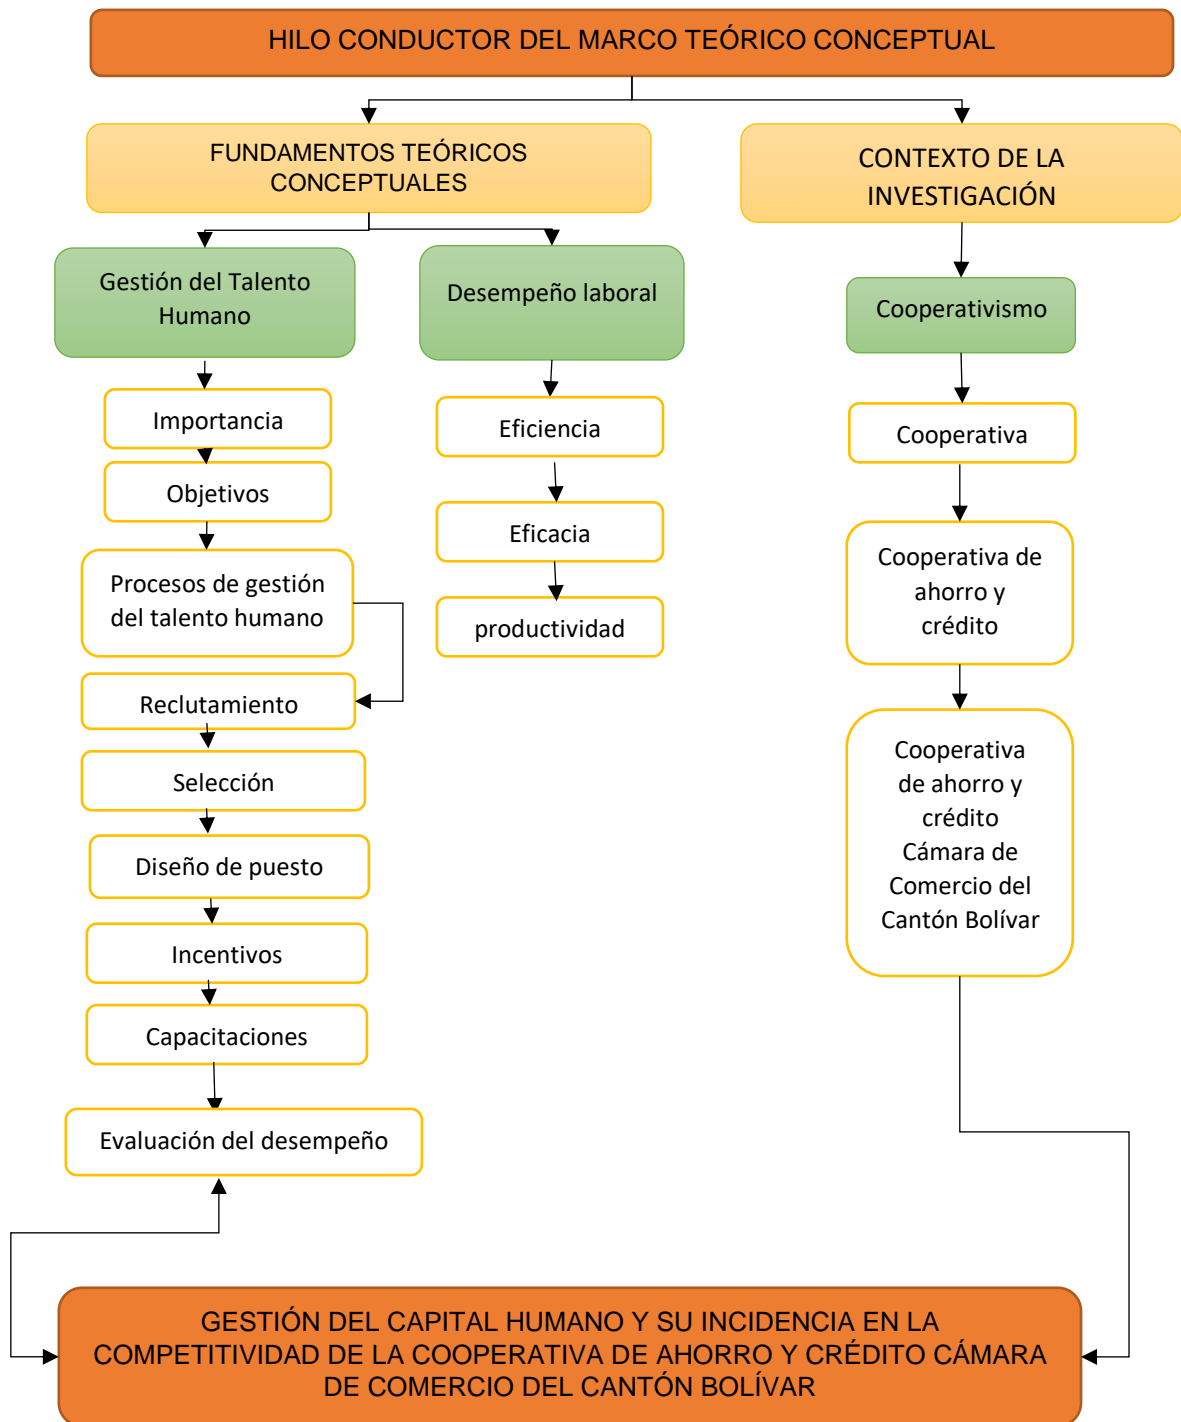 HILO CONDUCTOR DEL MARCO TEÓRICO CONCEPTUAL
FUNDAMENTOS TEÓRICOS
CONCEPTUALES
CONTEXTO DE LA
INVESTIGACIÓN
Gestión del Talento
Humano
Desempeño laboral
Cooperativismo
Importancia
Objetivos
Procesos de gestión
del talento humano
Reclutamiento
Selección
Diseño de puesto
Incentivos
Capacitaciones
Evaluación del desempeño
Eficiencia
Eficacia
productividad
Cooperativa
Cooperativa de
ahorro y
crédito
Cooperativa
de ahorro y
crédito
Cámara de
Comercio del
Cantón Bolívar
GESTIÓN DEL CAPITAL HUMANO Y SU INCIDENCIA EN LA
COMPETITIVIDAD DE LA COOPERATIVA DE AHORRO Y CRÉDITO CÁMARA
DE COMERCIO DEL CANTÓN BOLÍVAR